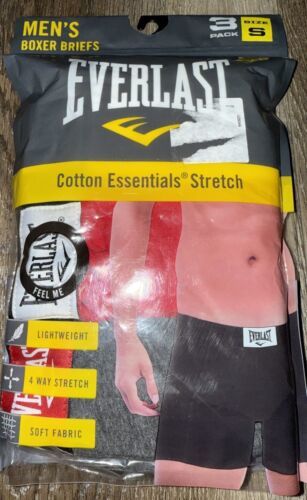 MEN'S
BOXER BRIEFS
3
PACK
SIZE
S
EVERLAST
Cotton Essentials® Stretch
EVERLAST
FEEL ME
EVERLAST
LIGHTWEIGHT
4 WAY STRETCH
SOFT FABRIC
EVERLAST